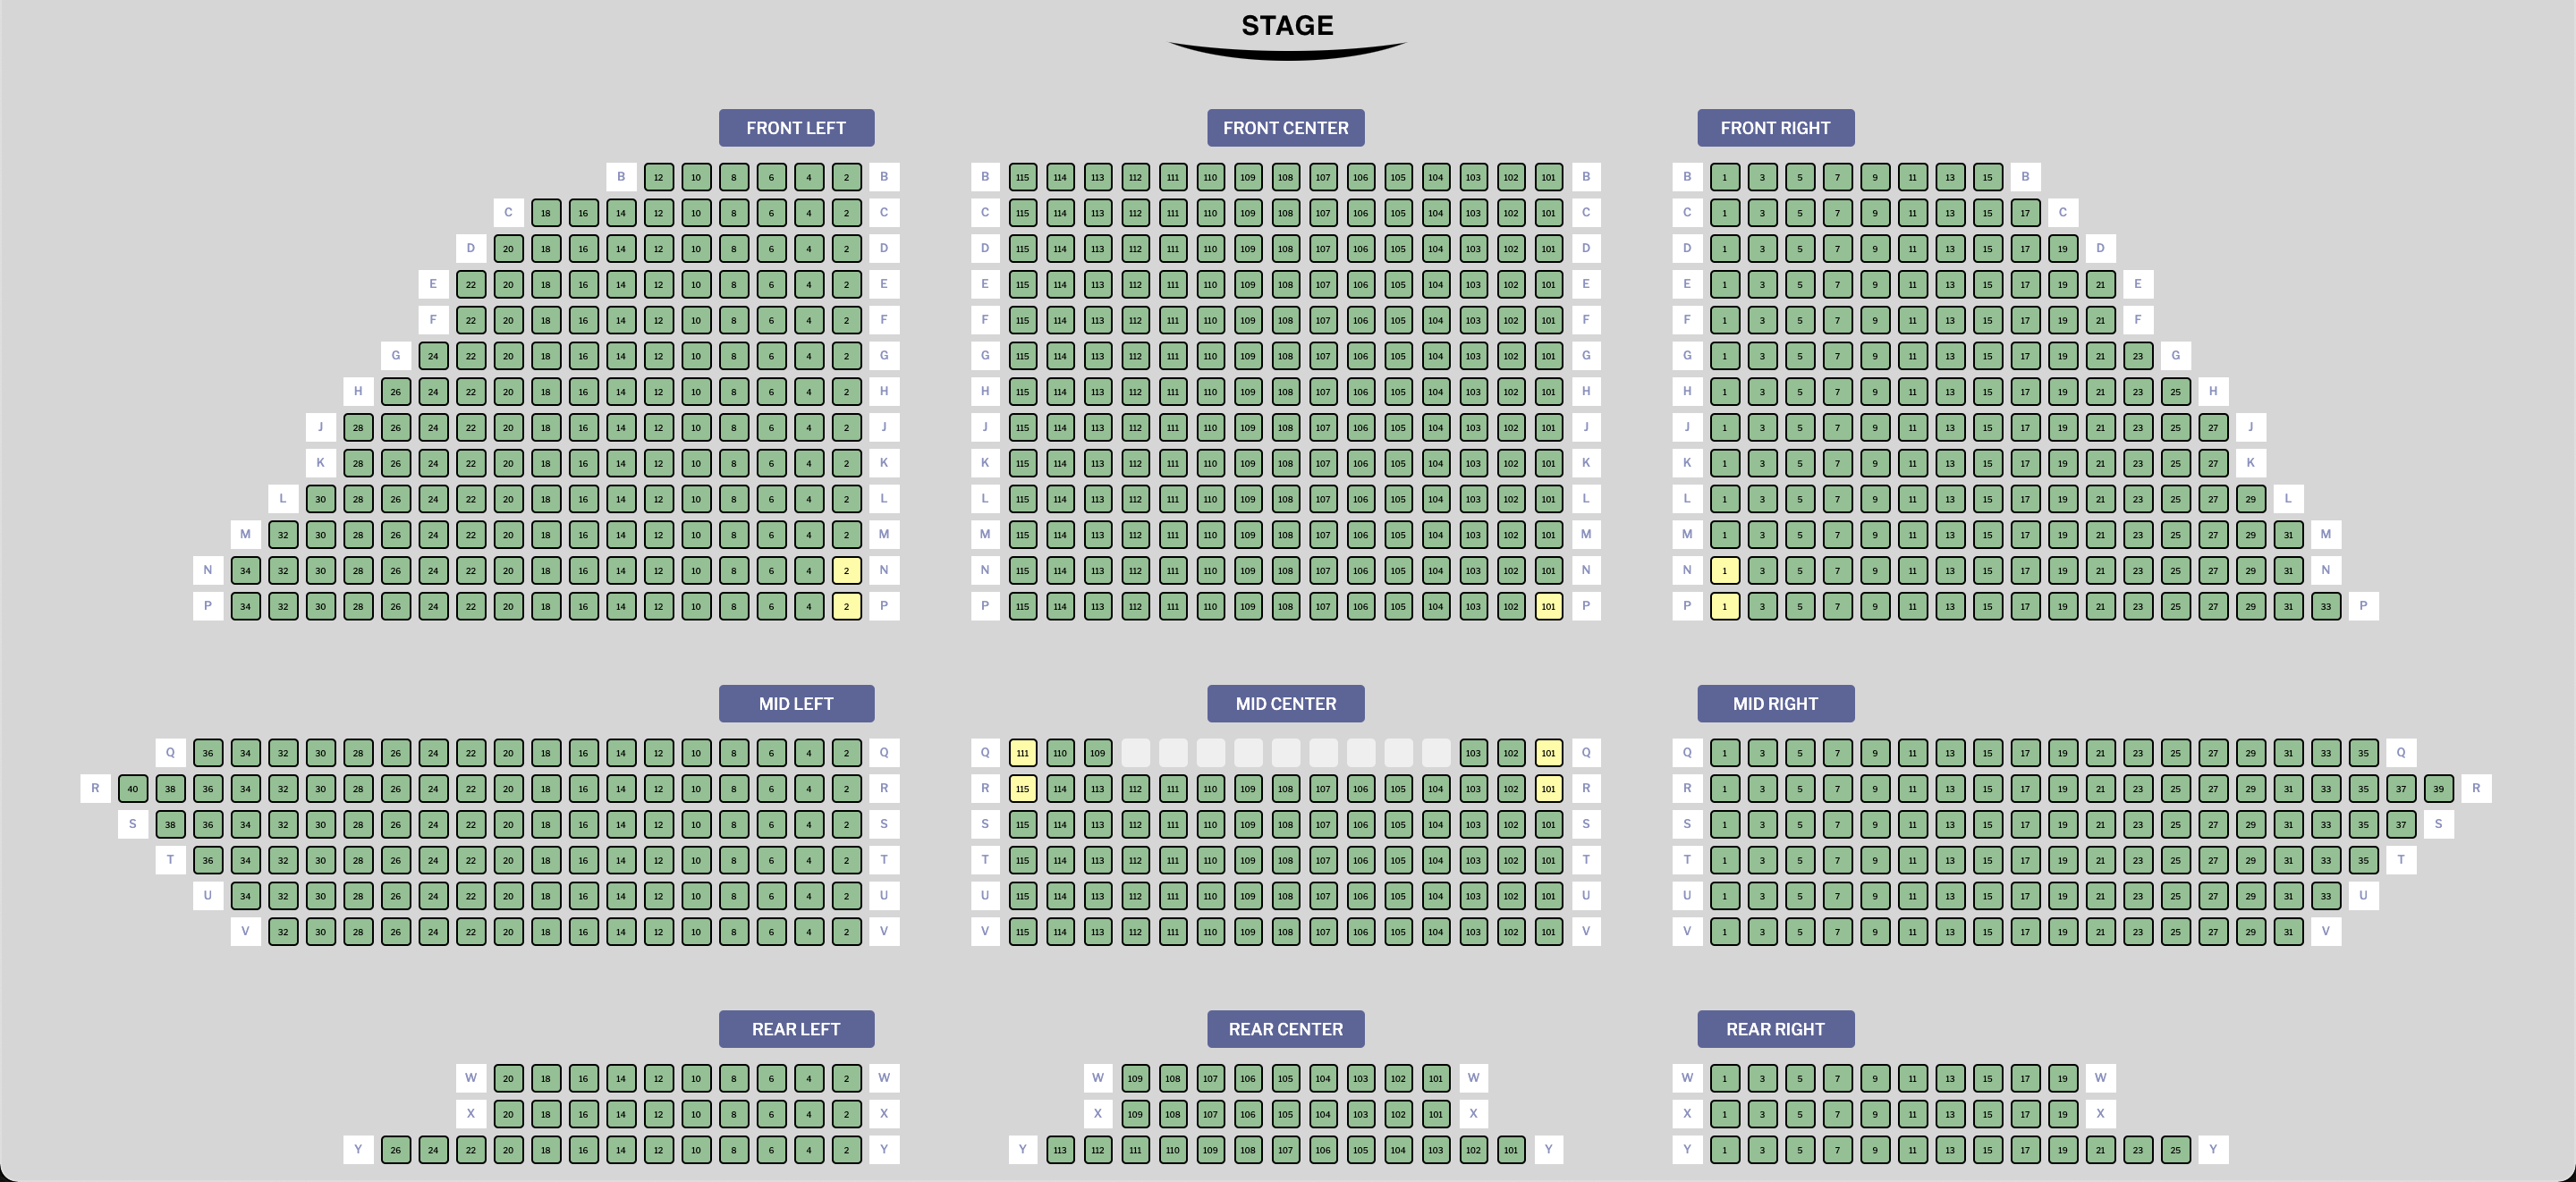 STAGE
FRONT LEFT FRONT CENTER FRONT RIGHT
B 12 10 8 6 4 2 B B 115 114 113 112 111 110 109 108 107 106 105 104 103 102 101 B B 1 3 5 7 9 11 13 15 B
C 18 16 14 12 10 8 6 4 2 C C 115 114 113 112 111 110 109 108 107 106 105 104 103 102 101 C C 1 3 5 7 9 11 13 15 17 C
D 20 18 16 14 12 10 8 6 4 2 D D 115 114 113 112 111 110 109 108 107 106 105 104 103 102 101 D D 1 3 5 7 9 11 13 15 17 19 D
E 22 20 18 16 14 12 10 8 6 4 2 E E 115 114 113 112 111 110 109 108 107 106 105 104 103 102 101 E E 1 3 5 7 9 11 13 15 17 19 21 E
F 22 20 18 16 14 12 10 8 6 4 2 F F 115 114 113 112 111 110 109 108 107 106 105 104 103 102 101 F F 1 3 5 7 9 11 13 15 17 19 21 F
G 24 22 20 18 16 14 12 10 8 6 4 2 G G 115 114 113 112 111 110 109 108 107 106 105 104 103 102 101 G G 1 3 5 7 9 11 13 15 17 19 21 23 G
H 26 24 22 20 18 16 14 12 10 8 6 4 2 H H 115 114 113 112 111 110 109 108 107 106 105 104 103 102 101 H H 1 3 5 7 9 11 13 15 17 19 21 23 25 H
J 28 26 24 22 20 18 16 14 12 10 8 6 4 2 J J 115 114 113 112 111 110 109 108 107 106 105 104 103 102 101 J J 1 3 5 7 9 11 13 15 17 19 21 23 25 27 J
K 28 26 24 22 20 18 16 14 12 10 8 6 4 2 K K 115 114 113 112 111 110 109 108 107 106 105 104 103 102 101 K K 1 3 5 7 9 11 13 15 17 19 21 23 25 27 K
L 30 28 26 24 22 20 18 16 14 12 10 8 6 4 2 L L 115 114 113 112 111 110 109 108 107 106 105 104 103 102 101 L L 1 3 5 7 9 11 13 15 17 19 21 23 25 27 29 L
M 32 30 28 26 24 22 20 18 16 14 12 10 8 6 4 2 M M 115 114 113 112 111 110 109 108 107 106 105 104 103 102 101 M M 1 3 5 7 9 11 13 15 17 19 21 23 25 27 29 31 M
N 34 32 30 28 26 24 22 20 18 16 14 12 10 8 6 4 2 N N 115 114 113 112 111 110 109 108 107 106 105 104 103 102 101 N N 1 3 5 7 9 11 13 15 17 19 21 23 25 27 29 31 N
P 34 32 30 28 26 24 22 20 18 16 14 12 10 8 6 4 2 P P 115 114 113 112 111 110 109 108 107 106 105 104 103 102 101 P P 1 3 5 7 9 11 13 15 17 19 21 23 25 27 29 31 33 P
MID LEFT MID CENTER MID RIGHT
Q 36 34 32 30 28 26 24 22 20 18 16 14 12 10 8 6 4 2 Q Q 111 110 109 103 102 101 Q Q 1 3 5 7 9 11 13 15 17 19 21 23 25 27 29 31 33 35 Q
R 40 38 36 34 32 30 28 26 24 22 20 18 16 14 12 10 8 6 4 2 R R 115 114 113 112 111 110 109 108 107 106 105 104 103 102 101 R R 1 3 5 7 9 11 13 15 17 19 21 23 25 27 29 31 33 35 37 39 R
S 38 36 34 32 30 28 26 24 22 20 18 16 14 12 10 8 6 4 2 S S 115 114 113 112 111 110 109 108 107 106 105 104 103 102 101 S S 1 3 5 7 9 11 13 15 17 19 21 23 25 27 29 31 33 35 37 S
T 36 34 32 30 28 26 24 22 20 18 16 14 12 10 8 6 4 2 T T 115 114 113 112 111 110 109 108 107 106 105 104 103 102 101 T T 1 3 5 7 9 11 13 15 17 19 21 23 25 27 29 31 33 35 T
U 34 32 30 28 26 24 22 20 18 16 14 12 10 8 6 4 2 U U 115 114 113 112 111 110 109 108 107 106 105 104 103 102 101 U U 1 3 5 7 9 11 13 15 17 19 21 23 25 27 29 31 33 U
V 32 30 28 26 24 22 20 18 16 14 12 10 8 6 4 2 V V 115 114 113 112 111 110 109 108 107 106 105 104 103 102 101 V V 1 3 5 7 9 11 13 15 17 19 21 23 25 27 29 31 V
REAR LEFT REAR CENTER REAR RIGHT
W 20 18 16 14 12 10 8 6 4 2 W W 109 108 107 106 105 104 103 102 101 W W 1 3 5 7 9 11 13 15 17 19 W
X 20 18 16 14 12 10 8 6 4 2 X X 109 108 107 106 105 104 103 102 101 X X 1 3 5 7 9 11 13 15 17 19 X
Y 26 24 22 20 18 16 14 12 10 8 6 4 2 Y Y 113 112 111 110 109 108 107 106 105 104 103 102 101 Y Y 1 3 5 7 9 11 13 15 17 19 21 23 25 Y